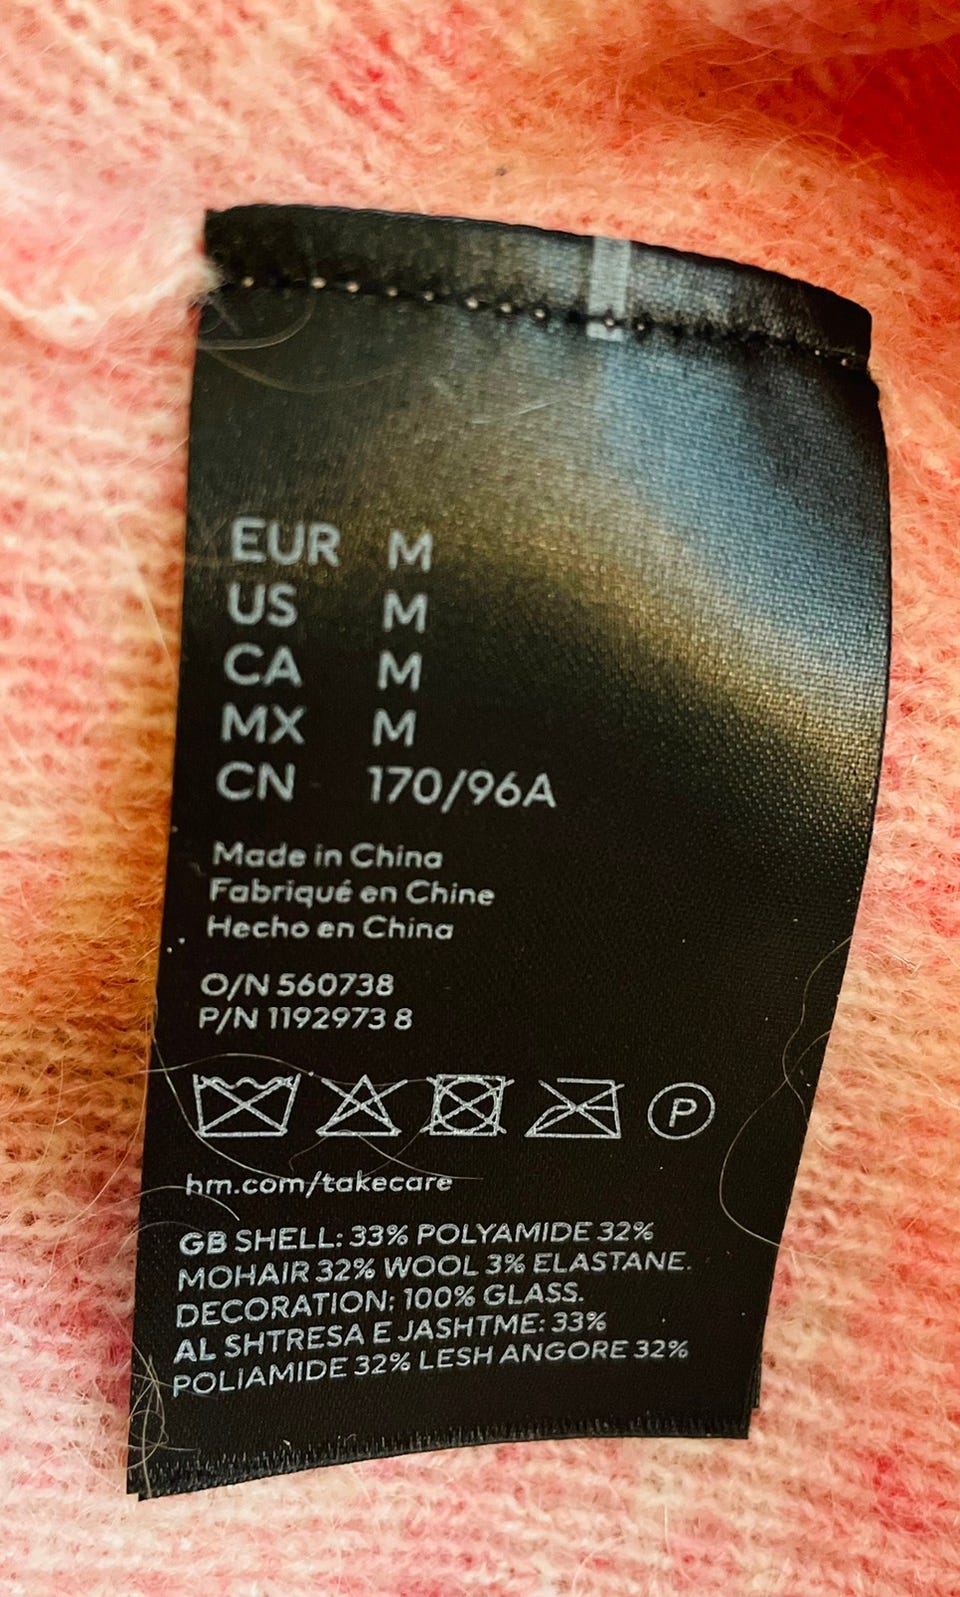 EUR M
US M
CA M
MX M
CN 170/96A
Made in China
Fabriqué en Chine
Hecho en China
O/N 560738
P/N 1192973 8
P
hm.com/takecare
GB SHELL: 33% POLYAMIDE 32%
MOHAIR 32% WOOL 3% ELASTANE.
DECORATION: 100% GLASS.
AL SHTRESA E JASHTME: 33%
POLIAMIDE 32% LESH ANGORE 32%